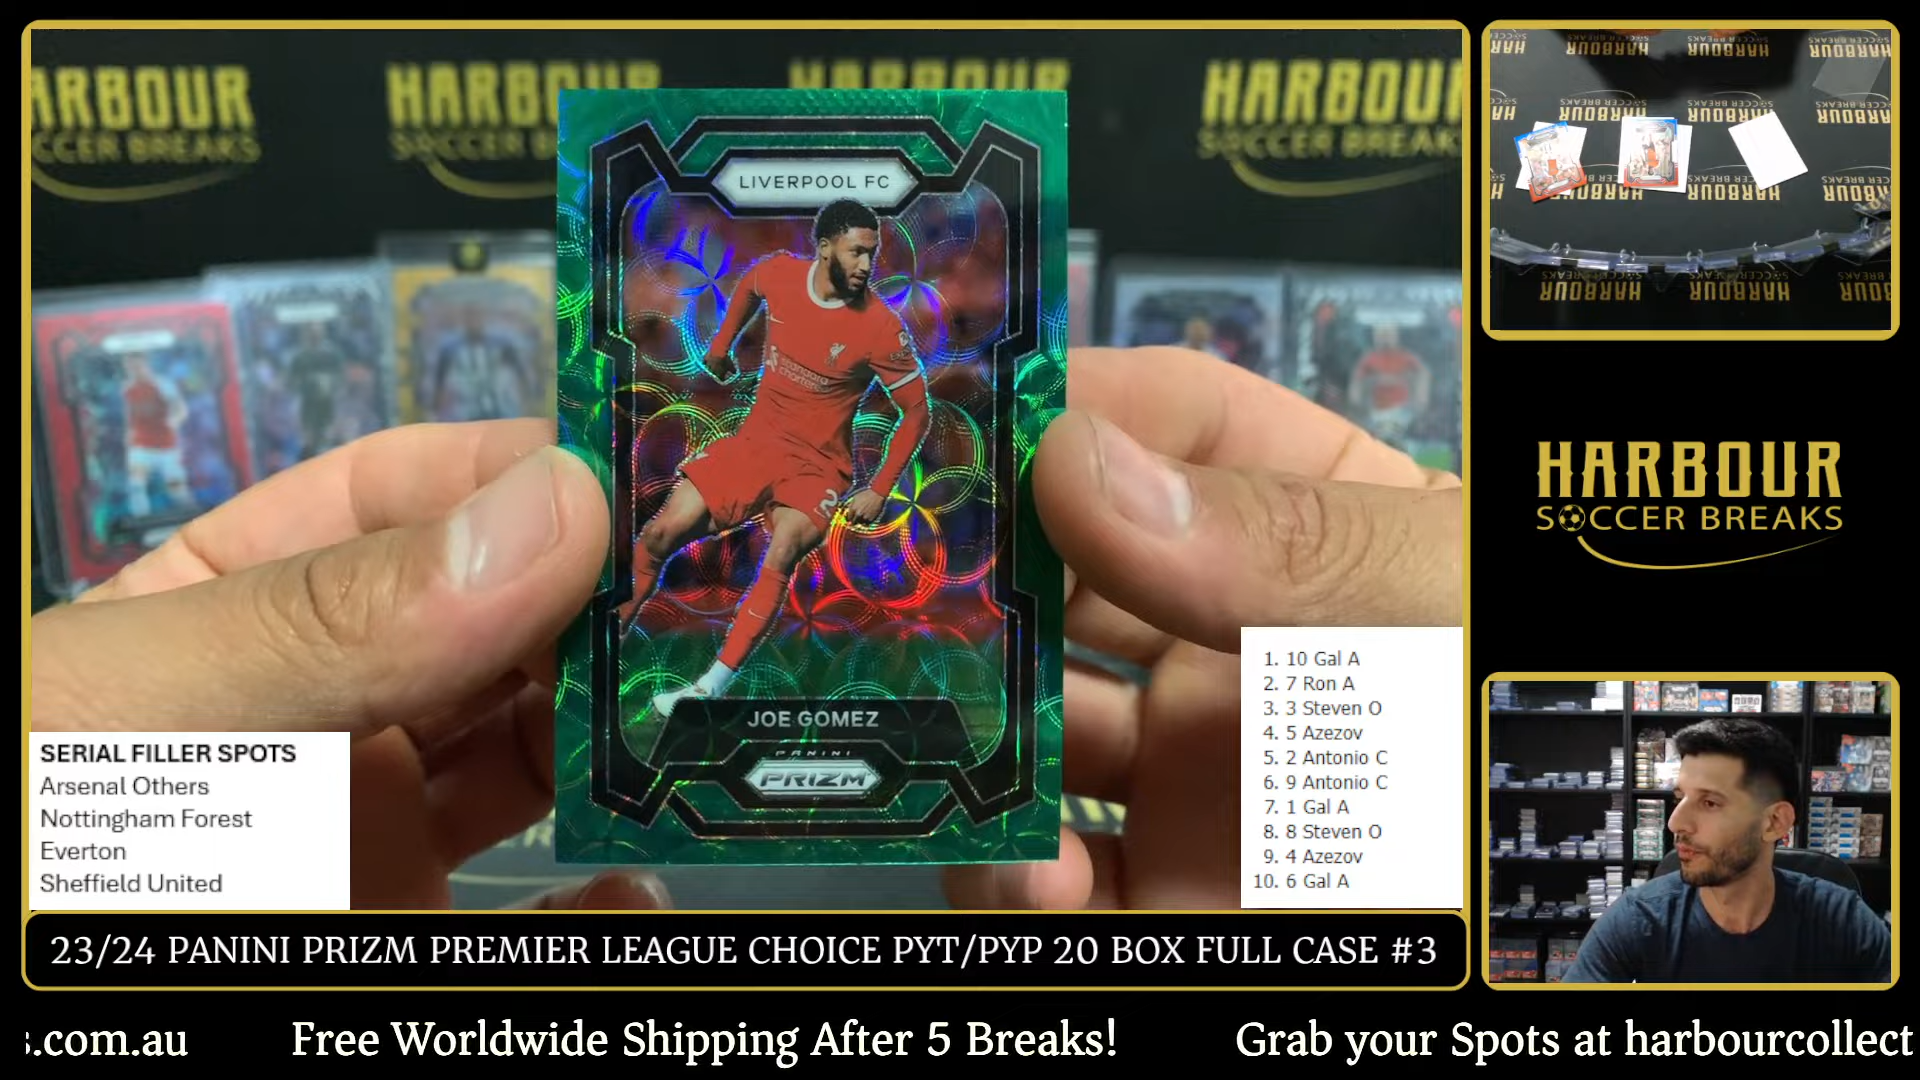 HARBOUR
SOCCER BREAKS
LIVERPOOL FC
Standard
Chartered
2
JOE GOMEZ
PANINI
PRIZM
SERIAL FILLER SPOTS
Arsenal Others
Nottingham Forest
Everton
Sheffield United
1. 10 Gal A
2. 7 Ron A
3. 3 Steven O
4. 5 Azezov
5. 2 Antonio C
6. 9 Antonio C
7. 1 Gal A
8. 8 Steven O
9. 4 Azezov
10. 6 Gal A
HARBOUR
SOCCER BREAKS
23/24 PANINI PRIZM PREMIER LEAGUE CHOICE PYT/PYP 20 BOX FULL CASE #3
s.com.au Free Worldwide Shipping After 5 Breaks! Grab your Spots at harbourcollect